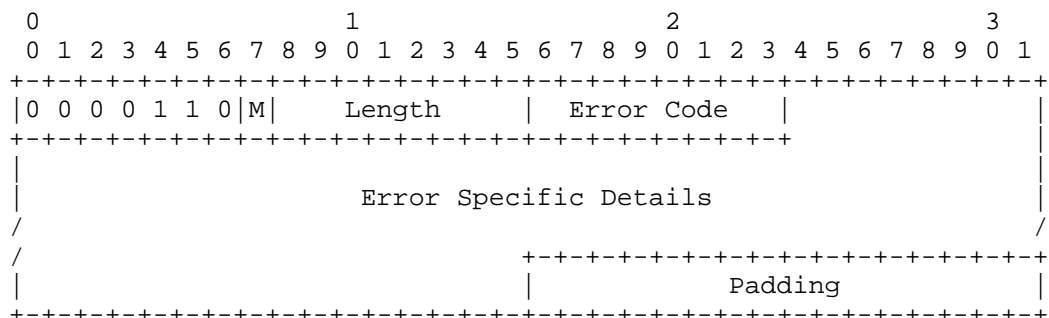 0                   1                   2                   3
0 1 2 3 4 5 6 7 8 9 0 1 2 3 4 5 6 7 8 9 0 1 2 3 4 5 6 7 8 9 0 1
+-+-+-+-+-+-+-+-+-+-+-+-+-+-+-+-+-+-+-+-+-+-+-+-+-+-+-+-+-+-+-+-+
|0 0 0 0 1 1 0|M|    Length     |  Error Code   |               |
+-+-+-+-+-+-+-+-+-+-+-+-+-+-+-+-+-+-+-+-+-+-+-+-+               |
|                                                               |
|                     Error Specific Details                    |
/                                                               /
/                               +-+-+-+-+-+-+-+-+-+-+-+-+-+-+-+-+
|                               |            Padding            |
+-+-+-+-+-+-+-+-+-+-+-+-+-+-+-+-+-+-+-+-+-+-+-+-+-+-+-+-+-+-+-+-+